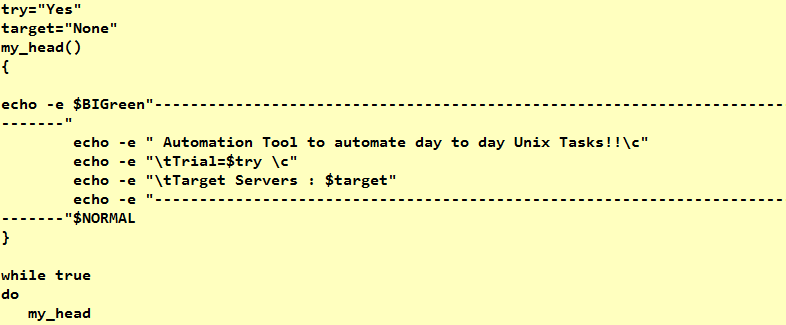 try="Yes"
target="None"
my_head()
{
echo -e $BIGreen"----------------------------------------------------------------------
-------"
        echo -e " Automation Tool to automate day to day Unix Tasks!!\c"
        echo -e "\tTrial=$try \c"
        echo -e "\tTarget Servers : $target"
        echo -e "----------------------------------------------------------------------
-------"$NORMAL
}
while true
do
   my_head